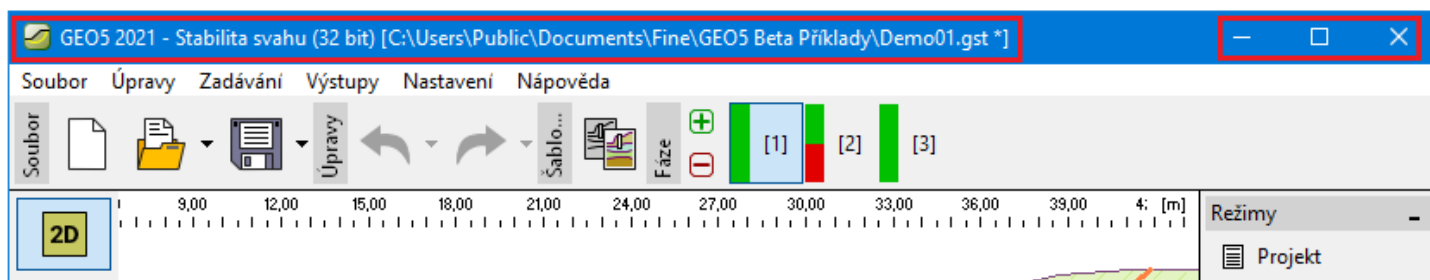 GEO5 2021 - Stabilita svahu (32 bit) [C:\Users\Public\Documents\Fine\GEO5 Beta Příklady\Demo01.gst *]
Soubor Úpravy Zadávání Výstupy Nastavení Nápověda
Soubor
Úpravy
Šablo...
Fáze
[1] [2] [3]
2D
9,00 12,00 15,00 18,00 21,00 24,00 27,00 30,00 33,00 36,00 39,00 [m]
Režimy
Projekt